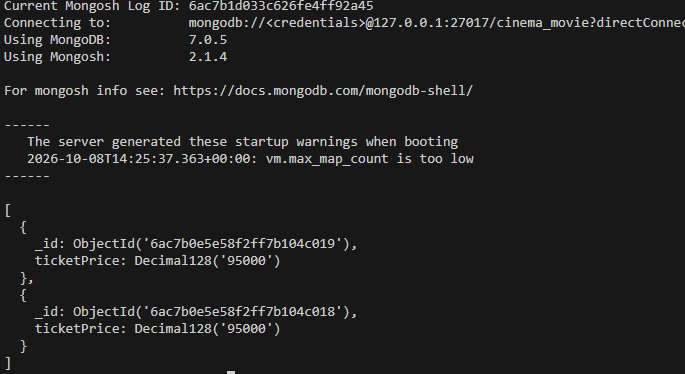 Current Mongosh Log ID: 6ac7b1d033c626fe4ff92a45
Connecting to:          mongodb://<credentials>@127.0.0.1:27017/cinema_movie?directConnec
Using MongoDB:          7.0.5
Using Mongosh:          2.1.4

For mongosh info see: https://docs.mongodb.com/mongodb-shell/

------
   The server generated these startup warnings when booting
   2026-10-08T14:25:37.363+00:00: vm.max_map_count is too low
------

[
  {
    _id: ObjectId('6ac7b0e5e58f2ff7b104c019'),
    ticketPrice: Decimal128('95000')
  },
  {
    _id: ObjectId('6ac7b0e5e58f2ff7b104c018'),
    ticketPrice: Decimal128('95000')
  }
]